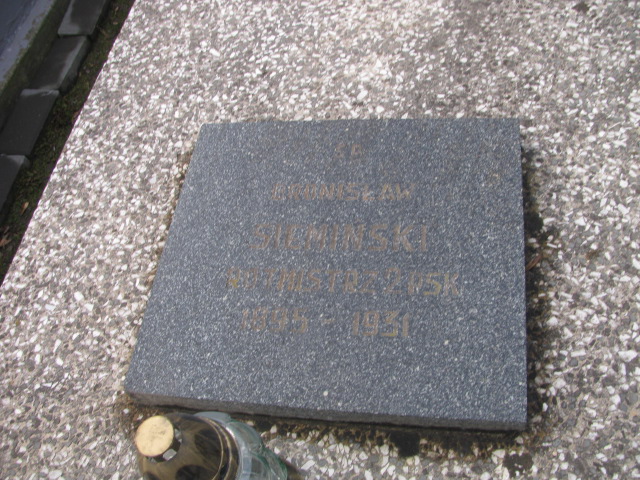 BRONISŁAW
SIEMIŃSKI
ROTMISTRZ 2 PSK
1895 - 1931